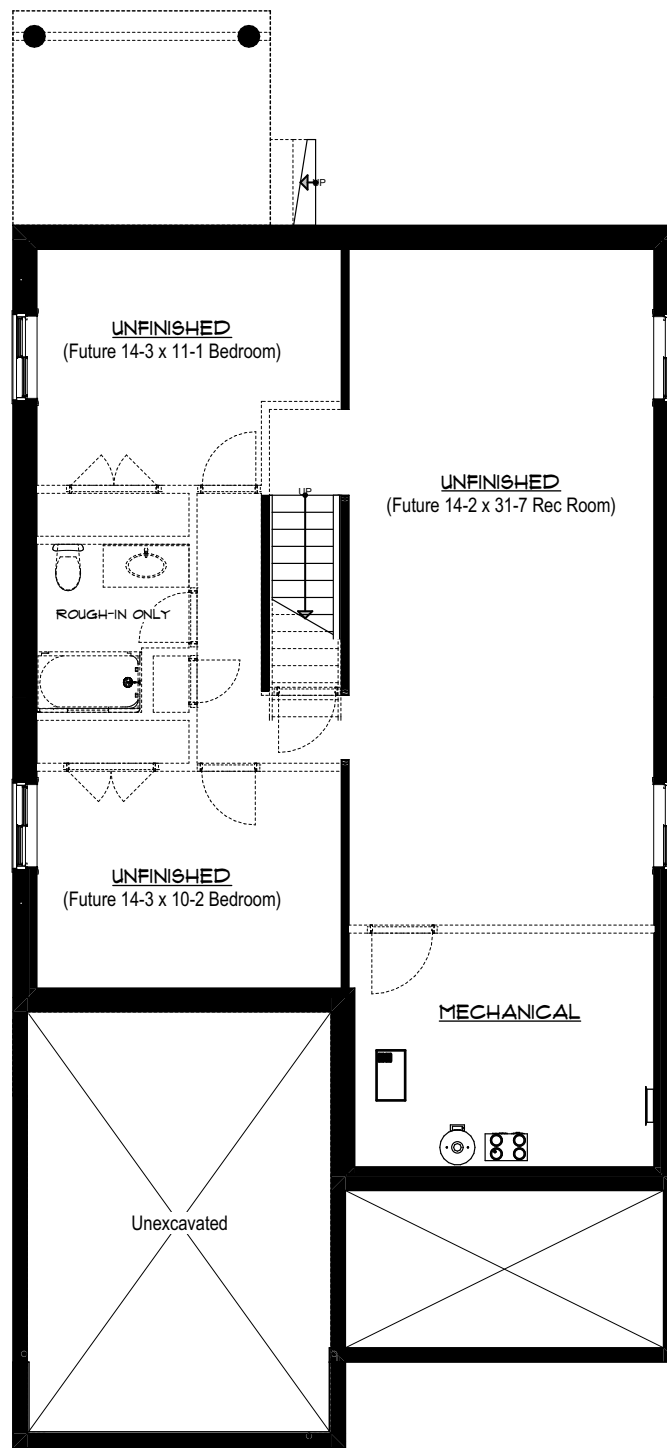 UP
UNFINISHED
(Future 14-3 x 11-1 Bedroom)
UNFINISHED
(Future 14-2 x 31-7 Rec Room)
UP
ROUGH-IN ONLY
UNFINISHED
(Future 14-3 x 10-2 Bedroom)
MECHANICAL
Unexcavated